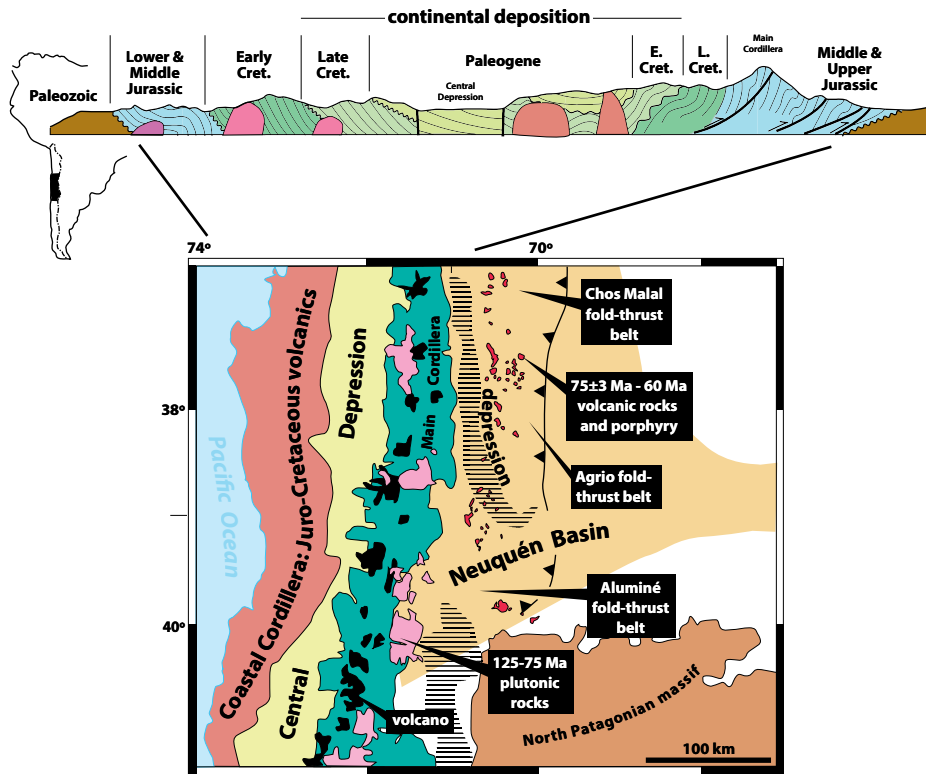 continental deposition
Paleozoic
Lower &
Middle
Jurassic
Early
Cret.
Late
Cret.
Paleogene
Central
Depression
E.
Cret.
L.
Cret.
Main
Cordillera
Middle &
Upper
Jurassic
74º
70º
38º
40º
Pacific Ocean
Coastal Cordillera: Juro-Cretaceous volcanics
Central
Depression
Main
Cordillera
depression
Neuquén Basin
Chos Malal
fold-thrust
belt
75±3 Ma - 60 Ma
volcanic rocks
and porphyry
Agrio fold-
thrust belt
Aluminé
fold-thrust
belt
125-75 Ma
plutonic
rocks
volcano
North Patagonian massif
100 km